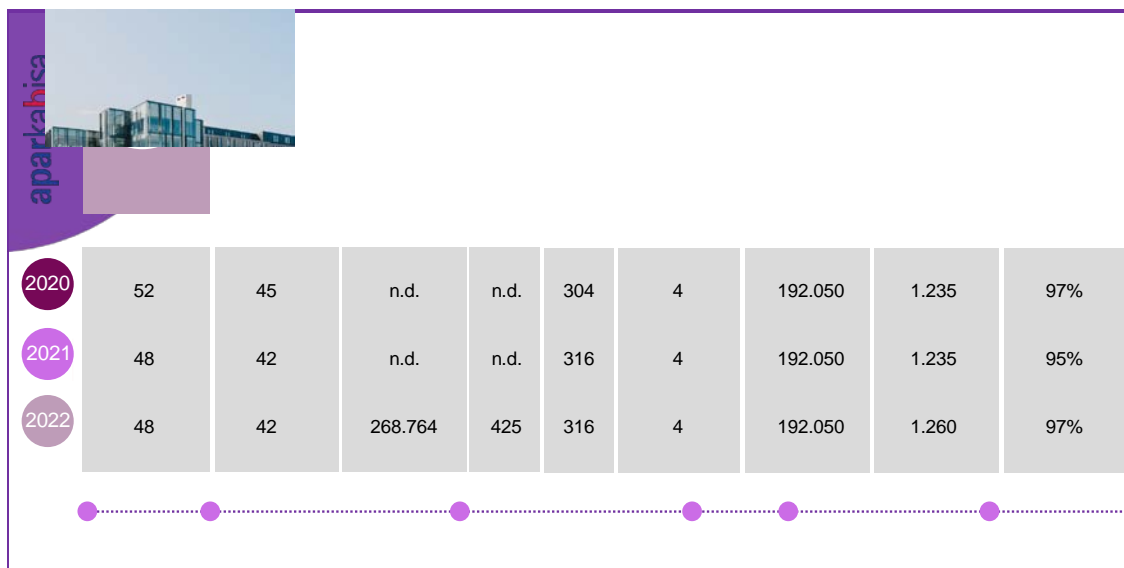 aparkabisa
2020 52 45 n.d. n.d. 304 4 192.050 1.235 97%
2021 48 42 n.d. n.d. 316 4 192.050 1.235 95%
2022 48 42 268.764 425 316 4 192.050 1.260 97%